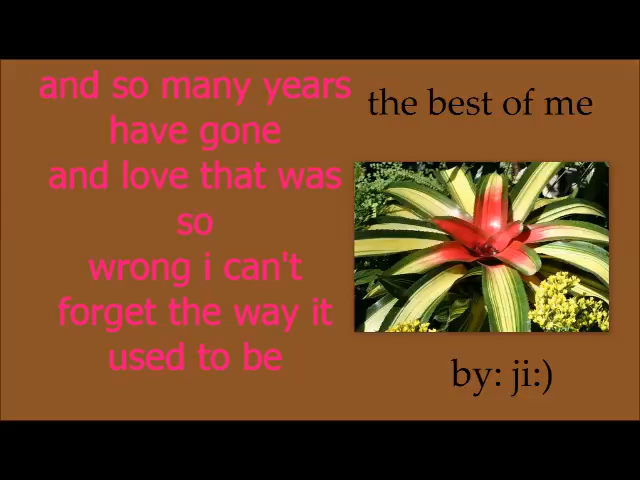 and so many years
have gone
and love that was
so
wrong i can't
forget the way it
used to be
the best of me
by: ji:)